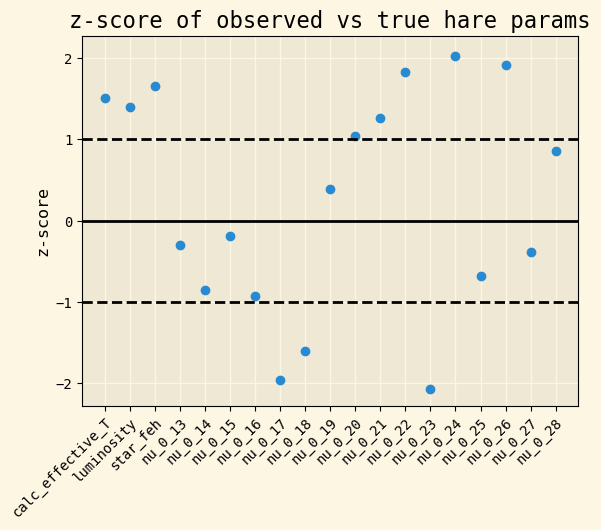 z-score of observed vs true hare params
z-score
2
1
0
−1
−2
calc_effective_T
luminosity
star_feh
nu_0_13
nu_0_14
nu_0_15
nu_0_16
nu_0_17
nu_0_18
nu_0_19
nu_0_20
nu_0_21
nu_0_22
nu_0_23
nu_0_24
nu_0_25
nu_0_26
nu_0_27
nu_0_28